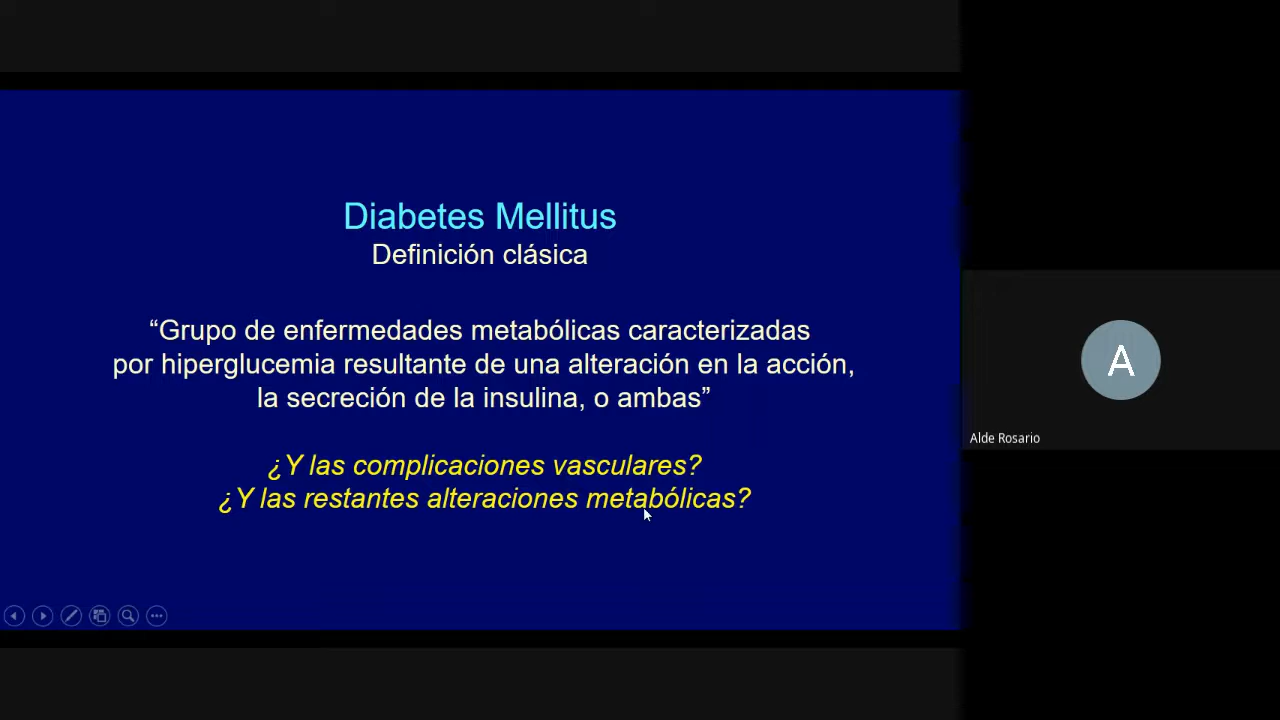 Diabetes Mellitus
Definición clásica
“Grupo de enfermedades metabólicas caracterizadas
por hiperglucemia resultante de una alteración en la acción,
la secreción de la insulina, o ambas”
¿Y las complicaciones vasculares?
¿Y las restantes alteraciones metabólicas?
A
Alde Rosario